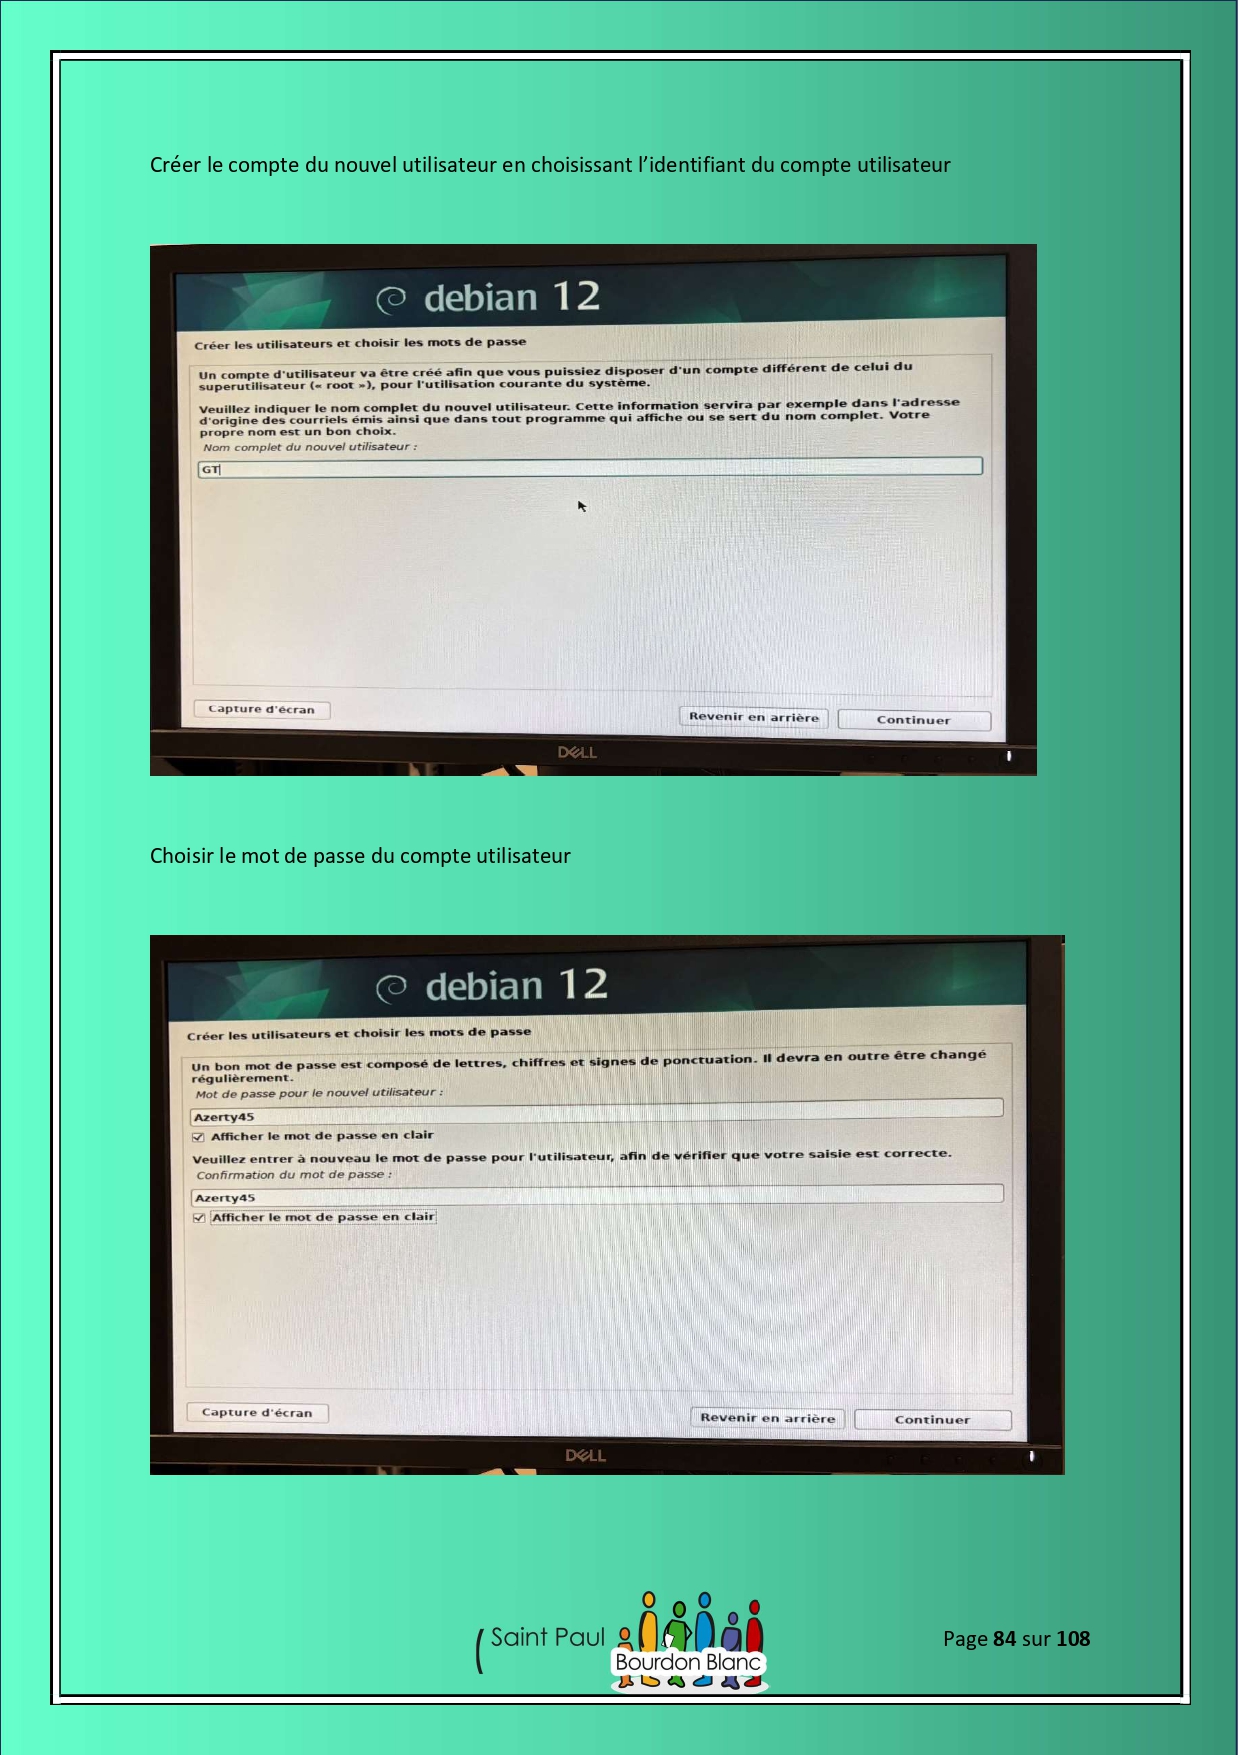 Créer le compte du nouvel utilisateur en choisissant l’identifiant du compte utilisateur
debian 12
Créer les utilisateurs et choisir les mots de passe
Un compte d'utilisateur va être créé afin que vous puissiez disposer d'un compte différent de celui du
superutilisateur (« root »), pour l'utilisation courante du système.
Veuillez indiquer le nom complet du nouvel utilisateur. Cette information servira par exemple dans l'adresse
d'origine des courriels émis ainsi que dans tout programme qui affiche ou se sert du nom complet. Votre
propre nom est un bon choix.
Nom complet du nouvel utilisateur :
GT
Capture d'écran
Revenir en arrière
Continuer
DELL
Choisir le mot de passe du compte utilisateur
debian 12
Créer les utilisateurs et choisir les mots de passe
Un bon mot de passe est composé de lettres, chiffres et signes de ponctuation. Il devra en outre être changé
régulièrement.
Mot de passe pour le nouvel utilisateur :
Azerty45
Afficher le mot de passe en clair
Veuillez entrer à nouveau le mot de passe pour l'utilisateur, afin de vérifier que votre saisie est correcte.
Confirmation du mot de passe :
Azerty45
Afficher le mot de passe en clair
Capture d'écran
Revenir en arrière
Continuer
DELL
Saint Paul
Bourdon Blanc
Page 84 sur 108